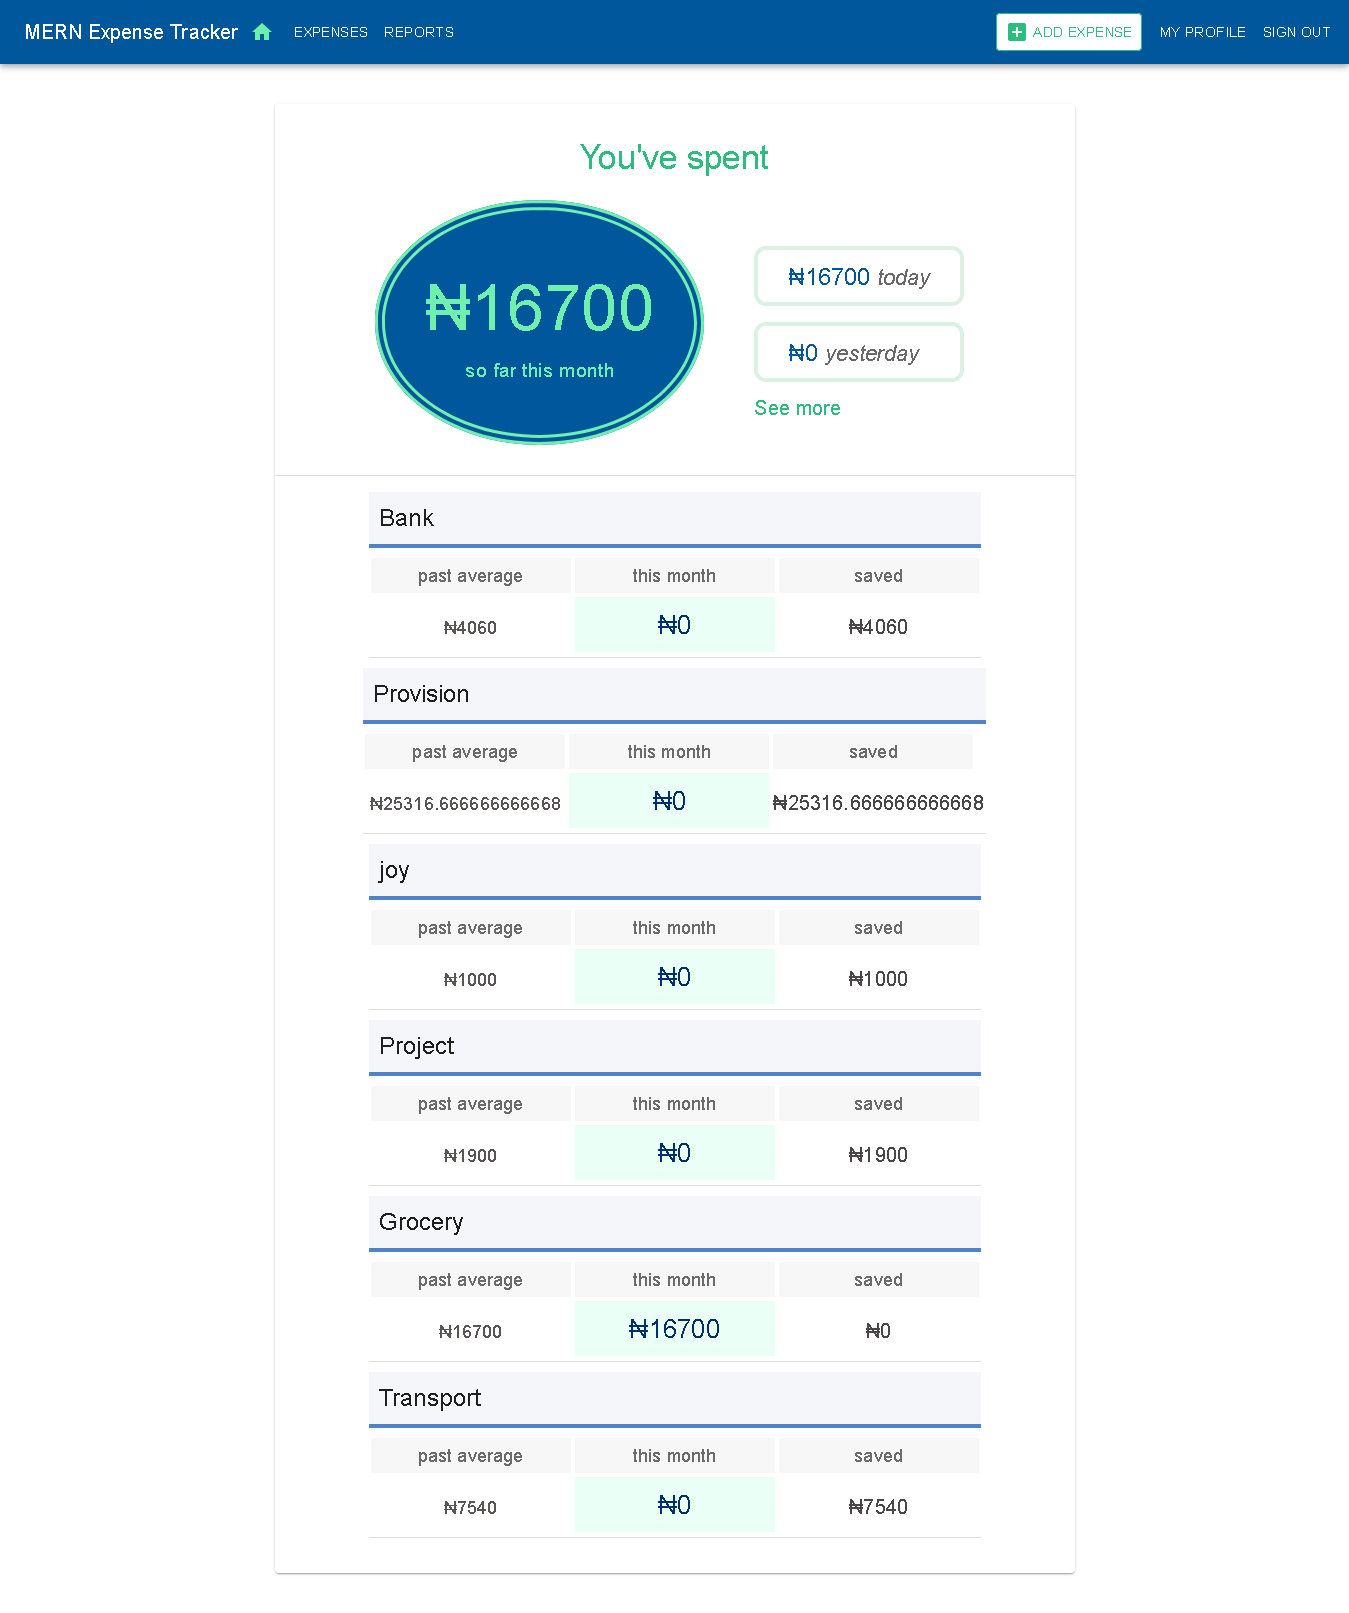 MERN Expense Tracker EXPENSES REPORTS ADD EXPENSE MY PROFILE SIGN OUT
You've spent
₦16700
so far this month
₦16700 today
₦0 yesterday
See more
Bank
past average this month saved
₦4060 ₦0 ₦4060
Provision
past average this month saved
₦25316.666666666668 ₦0 ₦25316.666666666668
joy
past average this month saved
₦1000 ₦0 ₦1000
Project
past average this month saved
₦1900 ₦0 ₦1900
Grocery
past average this month saved
₦16700 ₦16700 ₦0
Transport
past average this month saved
₦7540 ₦0 ₦7540